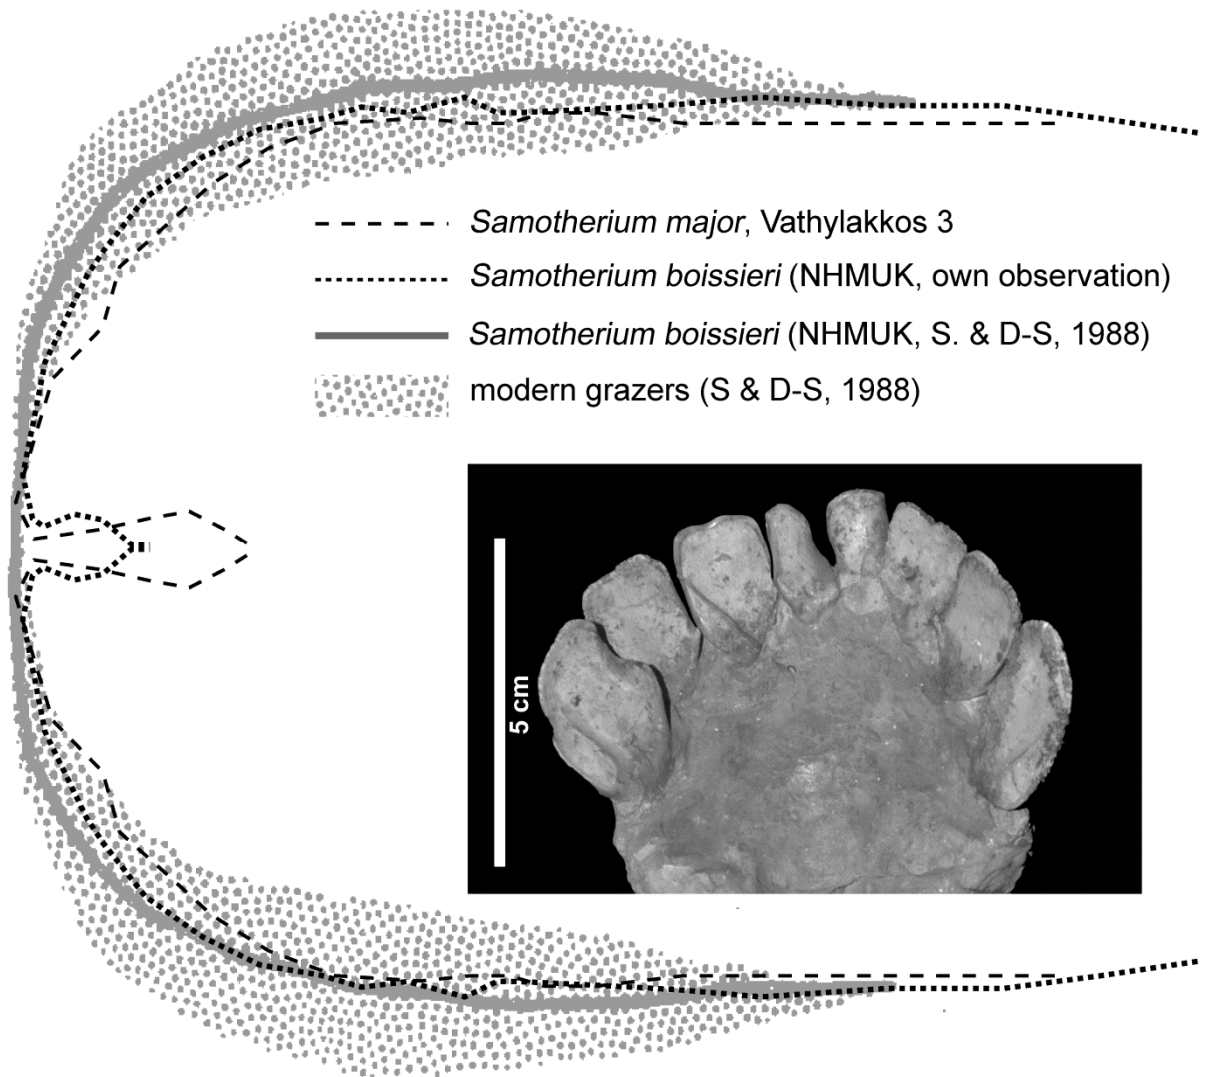 Samotherium major, Vathylakkos 3
Samotherium boissieri (NHMUK, own observation)
Samotherium boissieri (NHMUK, S. & D-S, 1988)
modern grazers (S & D-S, 1988)
5 cm